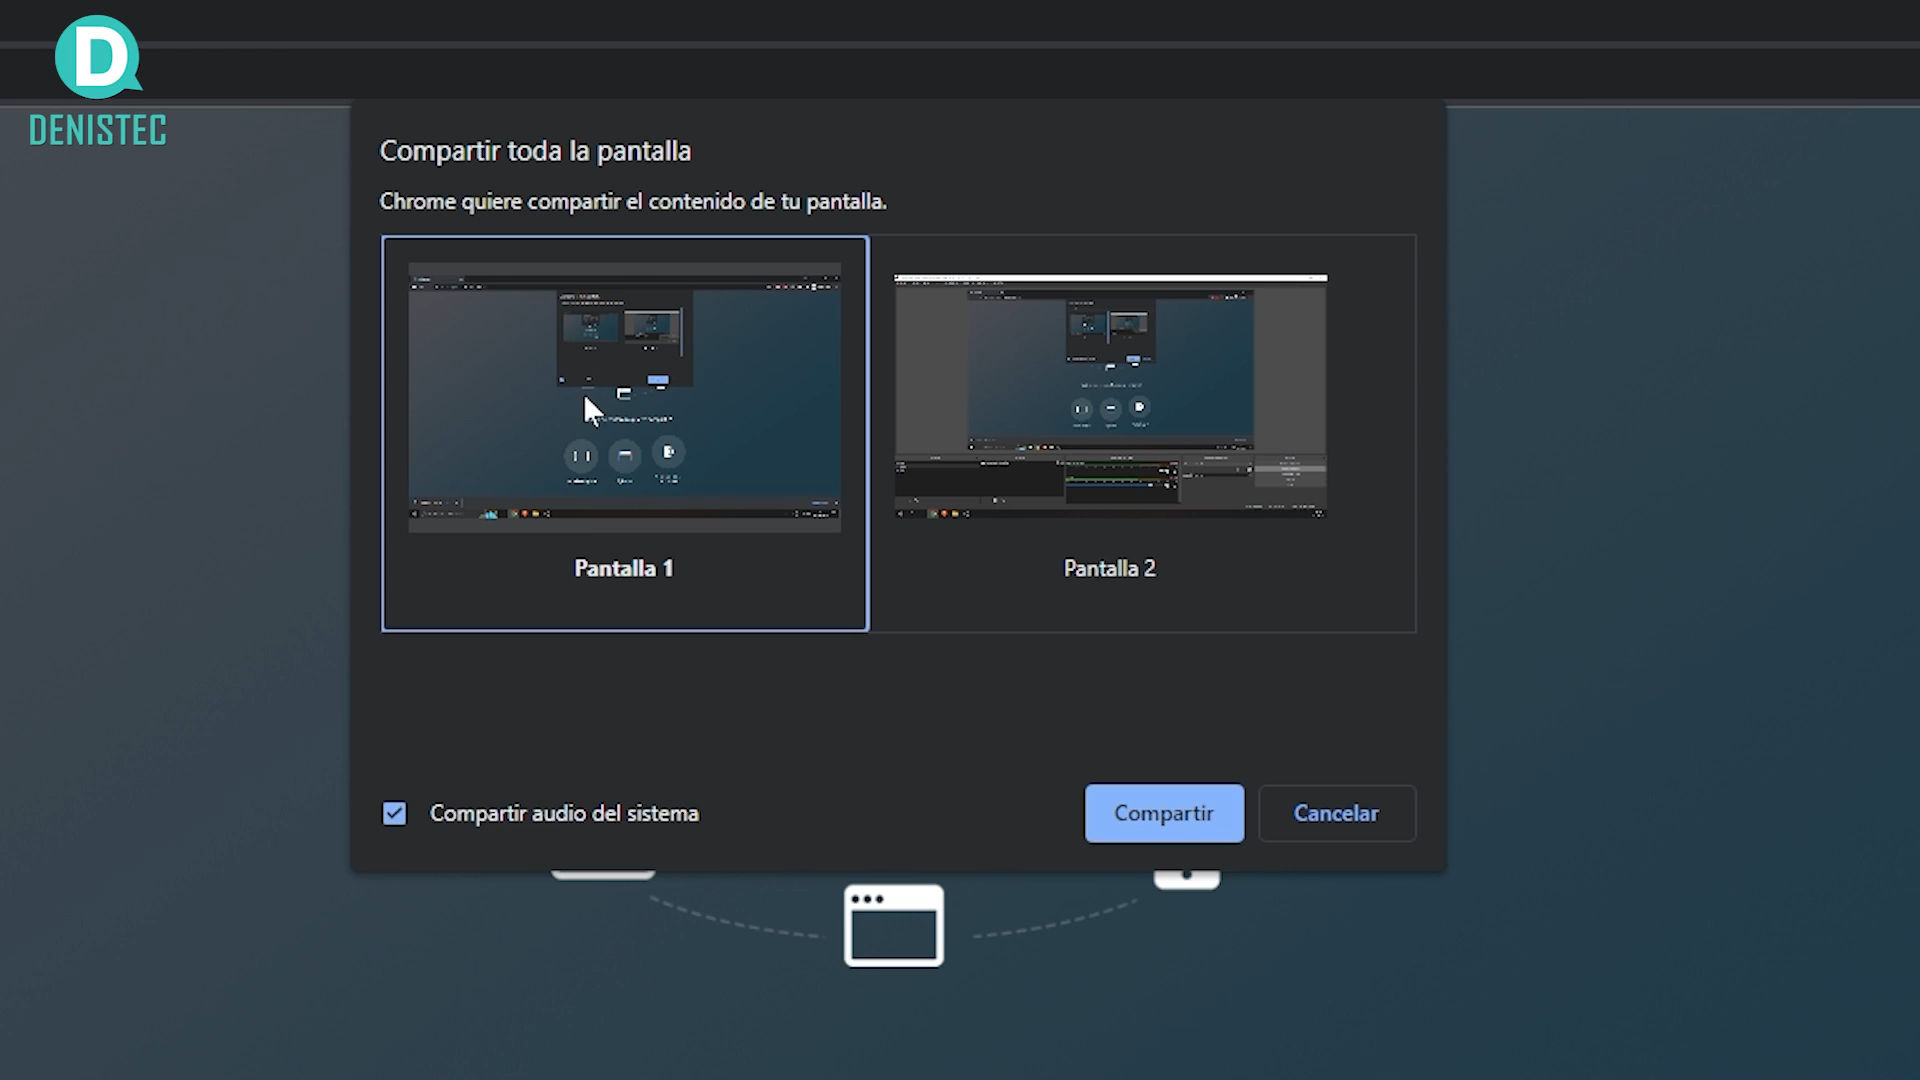 D
DENISTEC
Compartir toda la pantalla
Chrome quiere compartir el contenido de tu pantalla.
Pantalla 1
Pantalla 2
Compartir audio del sistema
Compartir
Cancelar